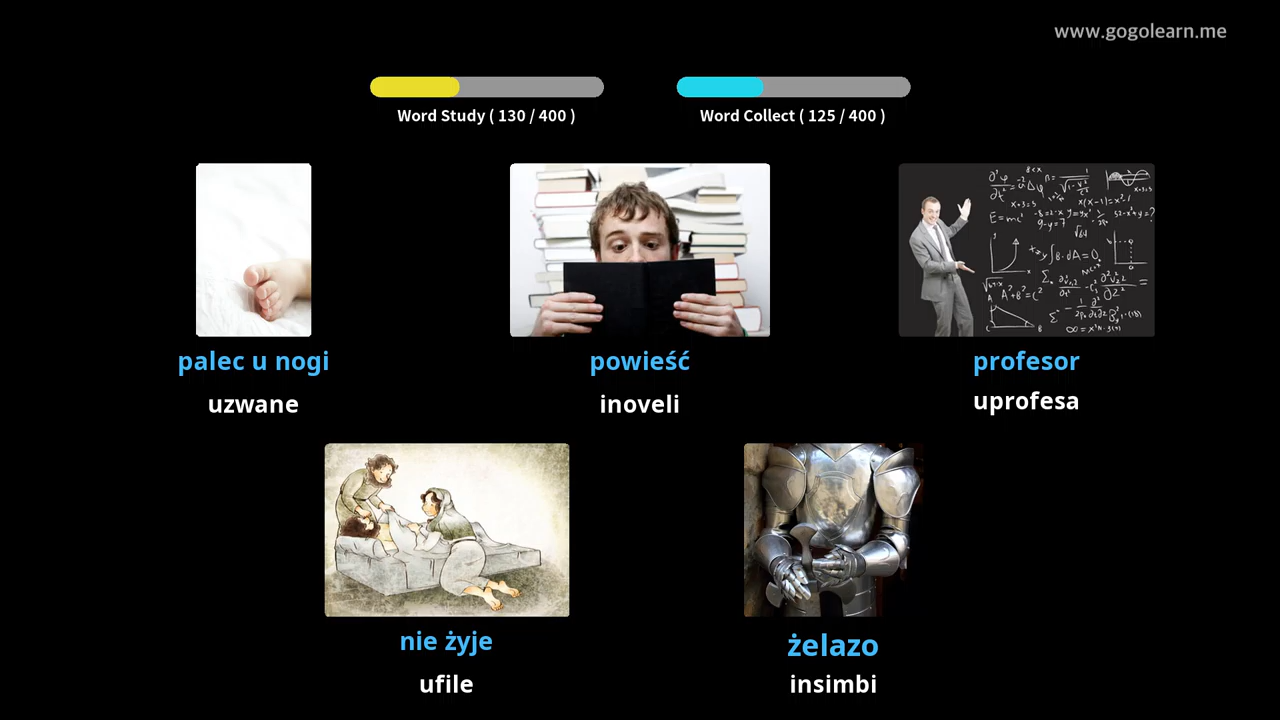 www.gogolearn.me
Word Study ( 130 / 400 )
Word Collect ( 125 / 400 )
palec u nogi
powieść
profesor
uzwane
inoveli
uprofesa
nie żyje
żelazo
ufile
insimbi